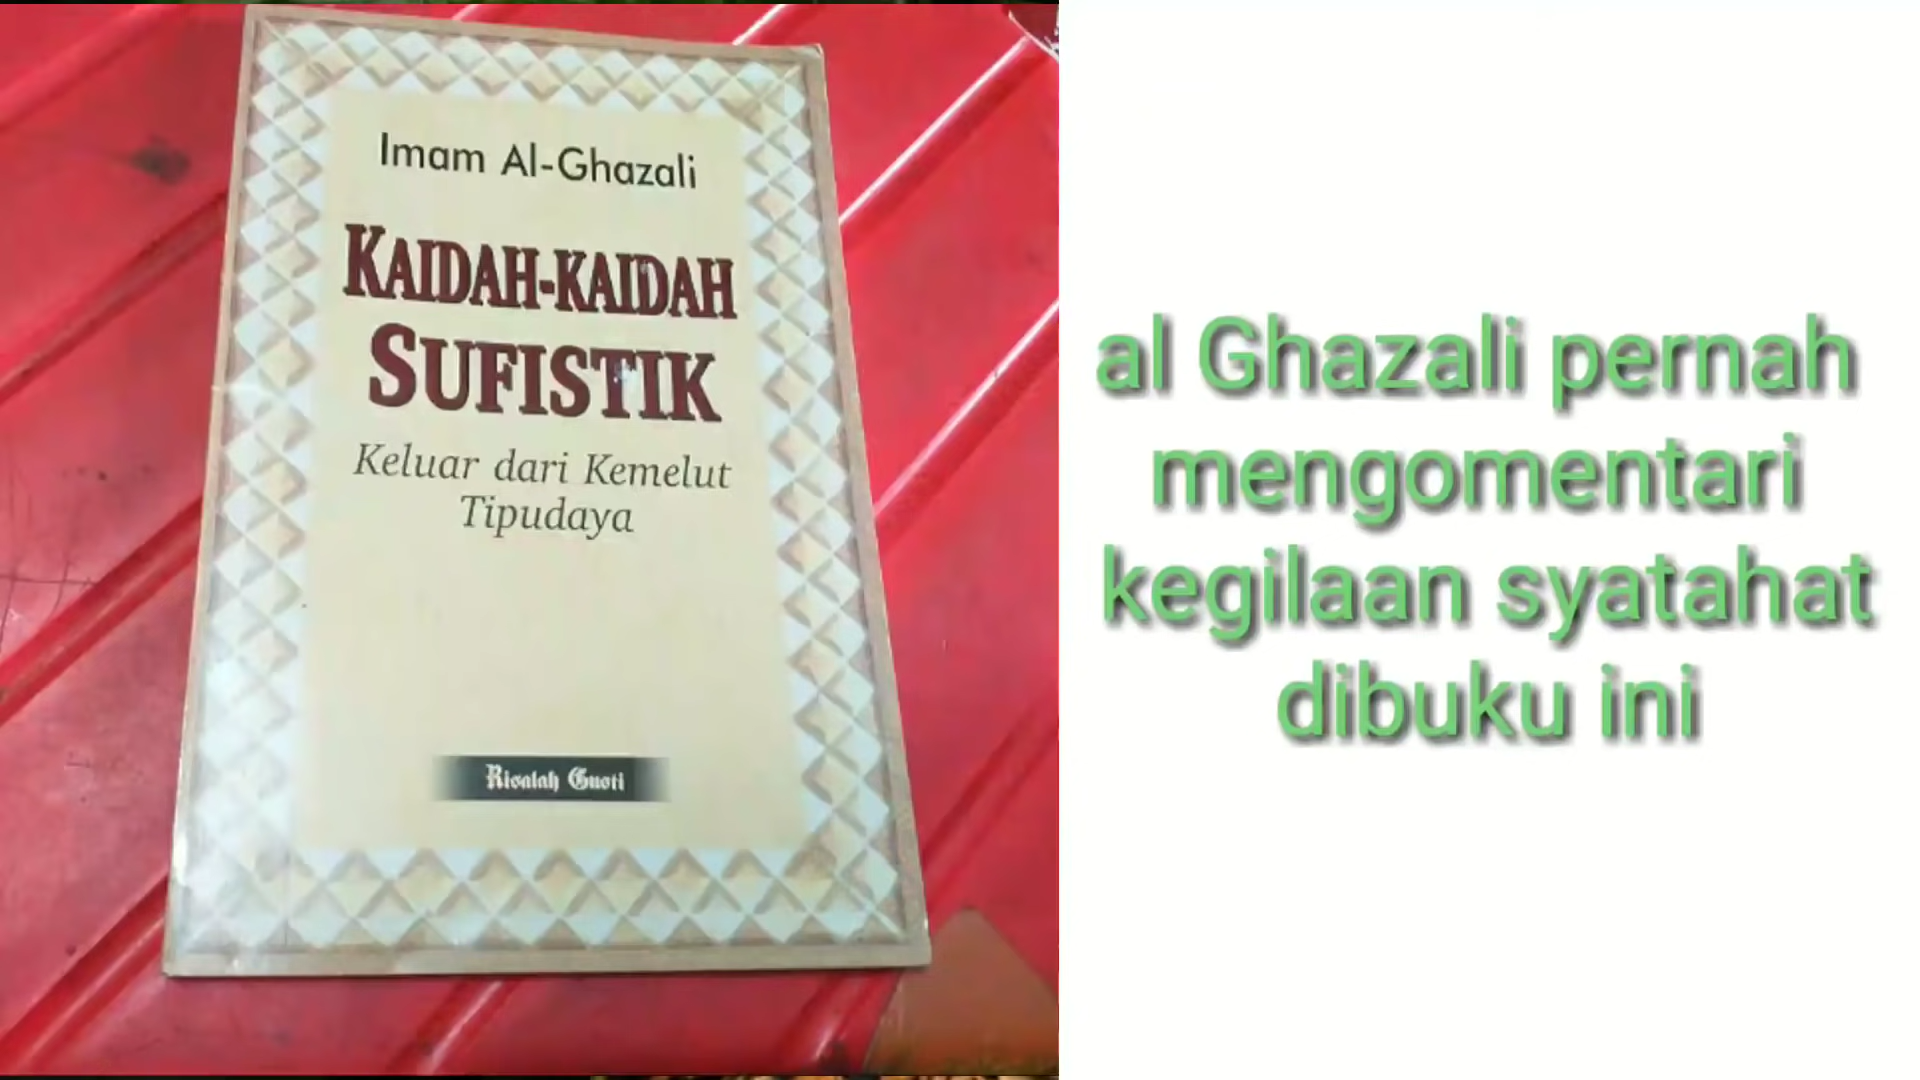 Imam Al-Ghazali
KAIDAH-KAIDAH
SUFISTIK
Keluar dari Kemelut
Tipudaya
Risalah Gusti
al Ghazali pernah
mengomentari
kegilaan syatahat
dibuku ini